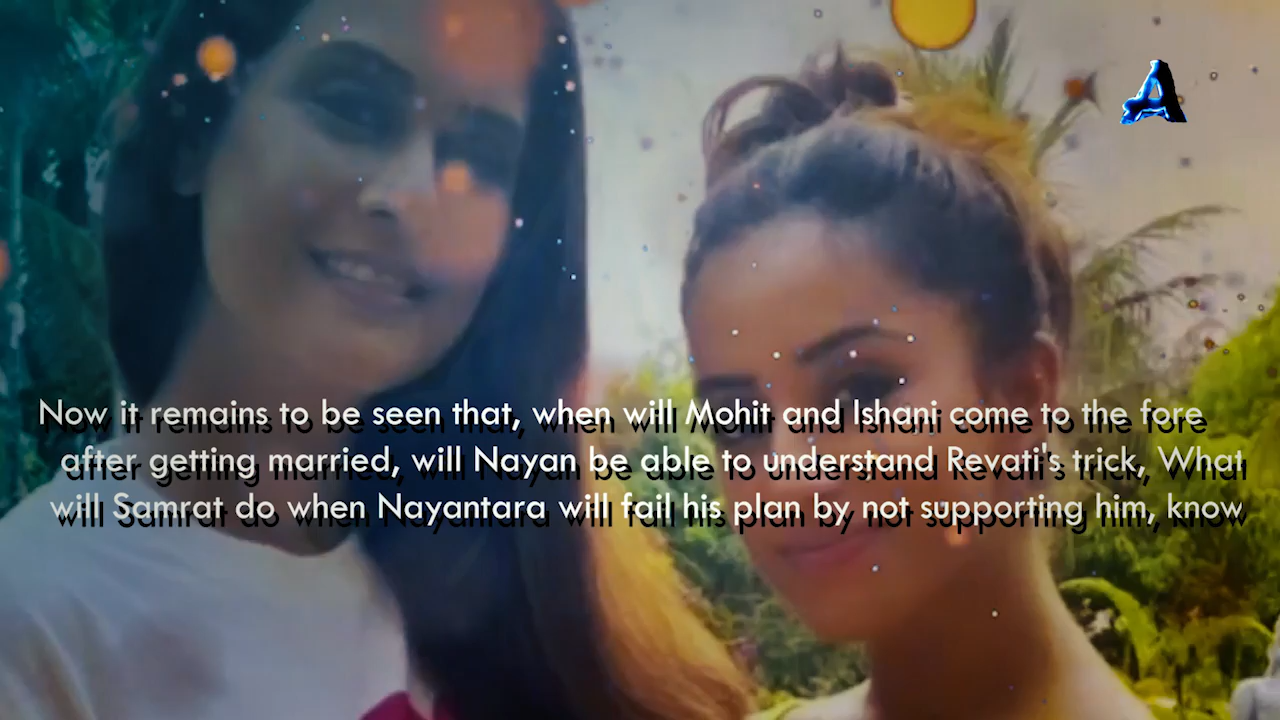 A
Now it remains to be seen that, when will Mohit and Ishani come to the fore
after getting married, will Nayan be able to understand Revati's trick, What
will Samrat do when Nayantara will fail his plan by not supporting him, know